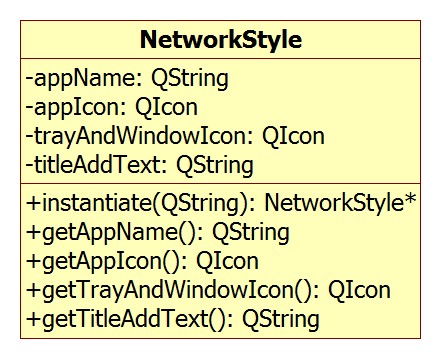 NetworkStyle
-appName: QString
-appIcon: QIcon
-trayAndWindowIcon: QIcon
-titleAddText: QString
+instantiate(QString): NetworkStyle*
+getAppName(): QString
+getAppIcon(): QIcon
+getTrayAndWindowIcon(): QIcon
+getTitleAddText(): QString